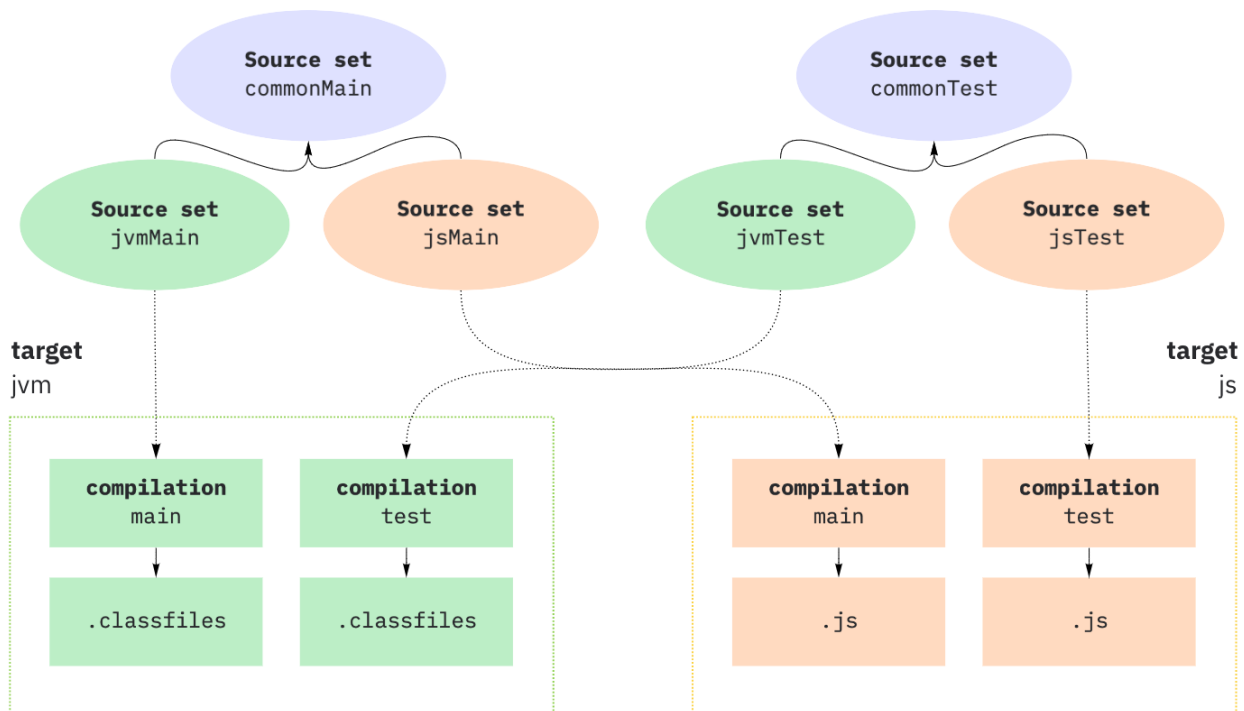 Source set
commonMain
Source set
commonTest
Source set
jvmMain
Source set
jsMain
Source set
jvmTest
Source set
jsTest
target
jvm
target
js
compilation
main
compilation
test
compilation
main
compilation
test
.classfiles
.classfiles
.js
.js